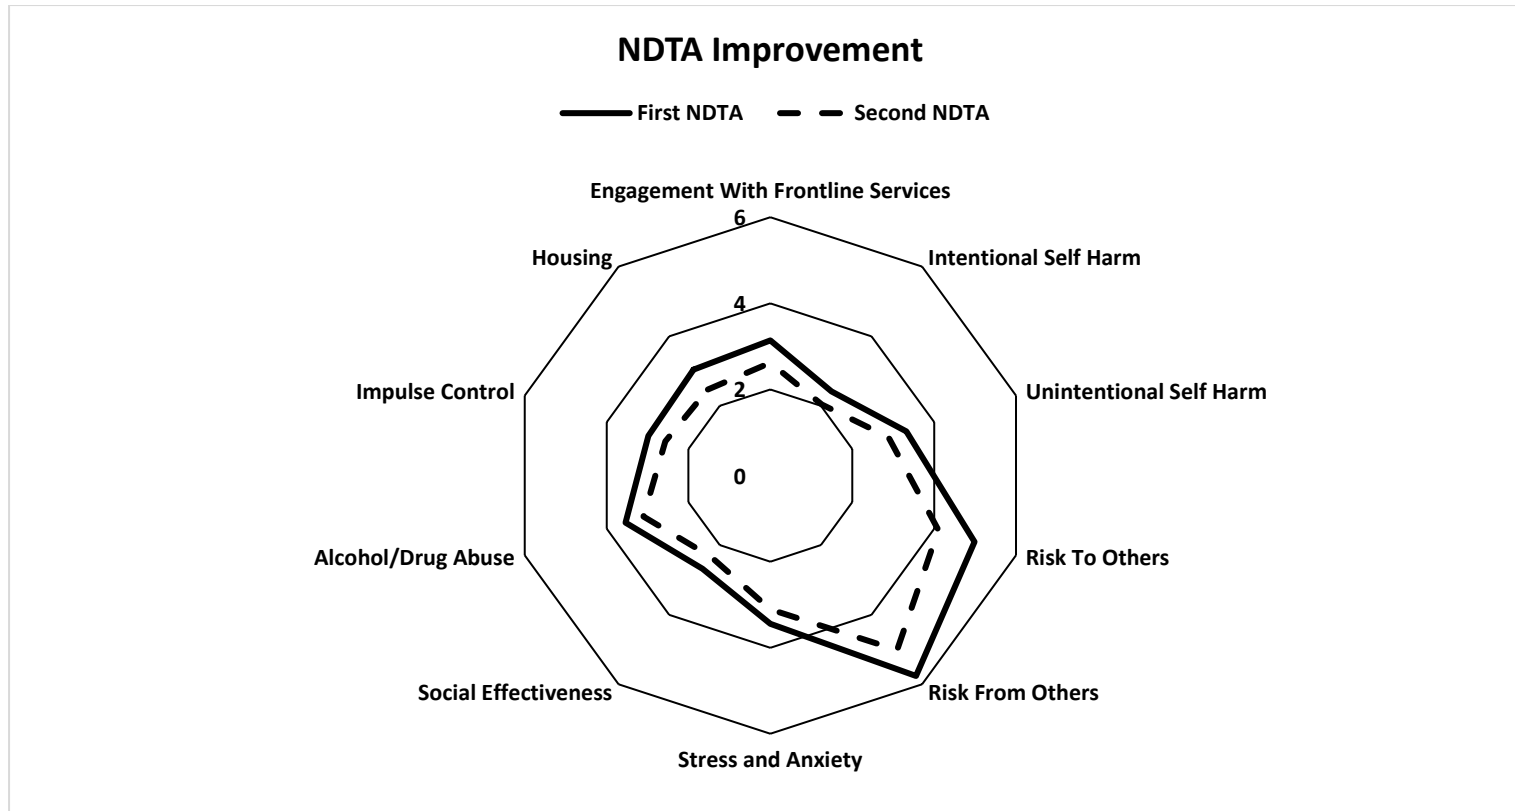 NDTA Improvement
First NDTA
Second NDTA
Engagement With Frontline Services
6
Housing
Intentional Self Harm
4
Impulse Control
2
Unintentional Self Harm
0
Alcohol/Drug Abuse
Risk To Others
Social Effectiveness
Risk From Others
Stress and Anxiety